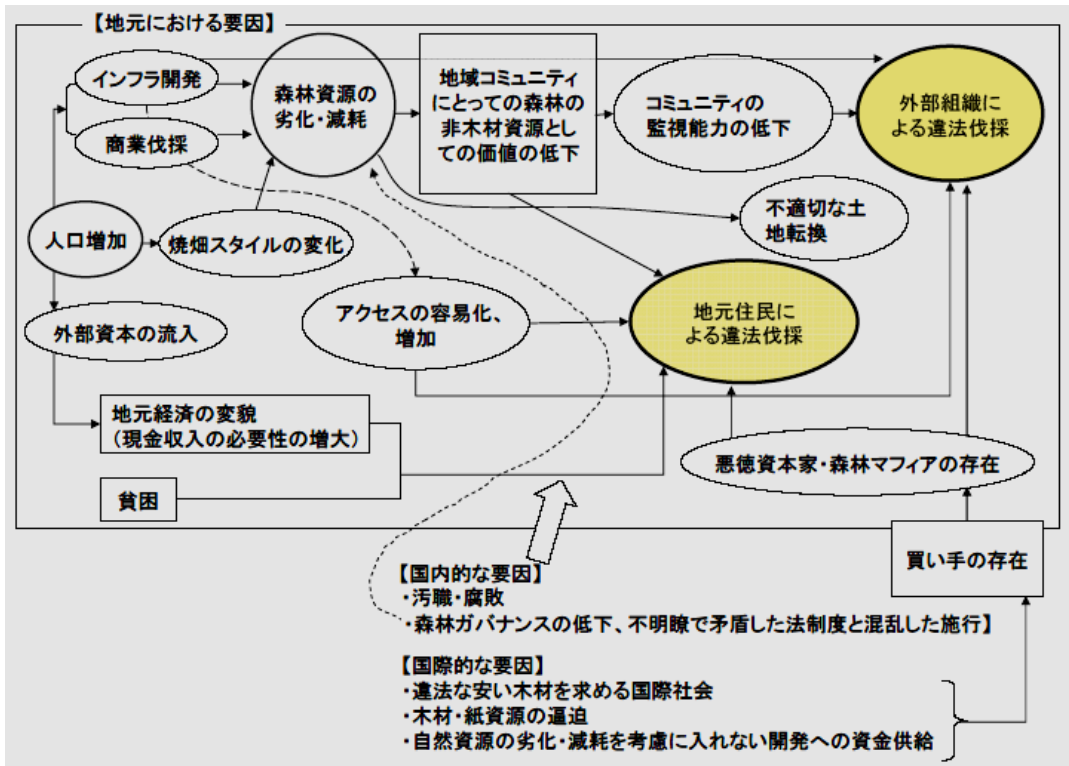 【地元における要因】
インフラ開発
商業伐採
森林資源の
劣化・減耗
地域コミュニティ
にとっての森林の
非木材資源とし
ての価値の低下
コミュニティの
監視能力の低下
外部組織に
よる違法伐採
不適切な土
地転換
人口増加
焼畑スタイルの変化
外部資本の流入
アクセスの容易化、
増加
地元住民に
よる違法伐採
地元経済の変貌
（現金収入の必要性の増大）
貧困
悪徳資本家・森林マフィアの存在
買い手の存在
【国内的な要因】
・汚職・腐敗
・森林ガバナンスの低下、不明瞭で矛盾した法制度と混乱した施行】
【国際的な要因】
・違法な安い木材を求める国際社会
・木材・紙資源の逼迫
・自然資源の劣化・減耗を考慮に入れない開発への資金供給